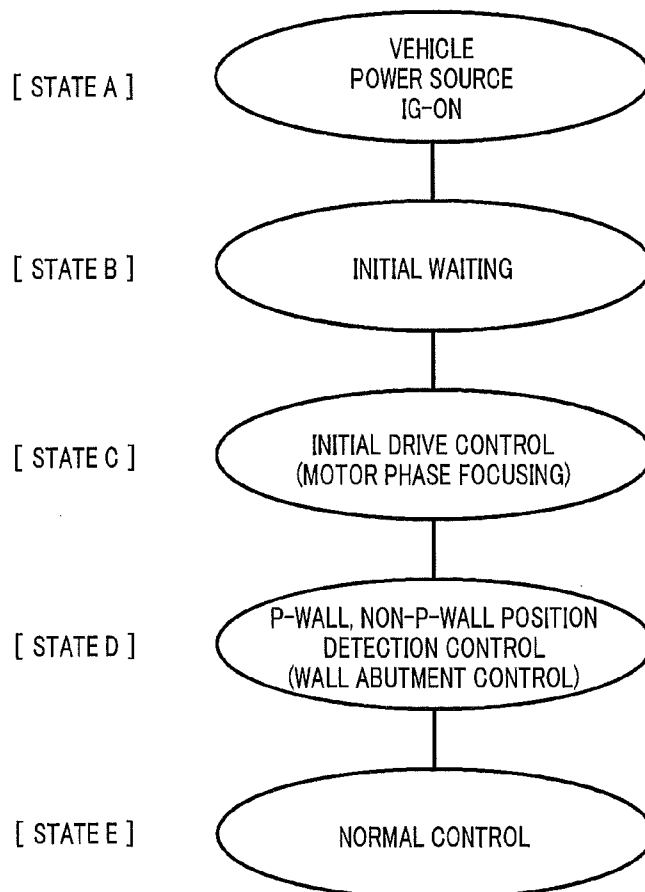 [ STATE A ]
VEHICLE
POWER SOURCE
IG-ON
[ STATE B ]
INITIAL WAITING
[ STATE C ]
INITIAL DRIVE CONTROL
(MOTOR PHASE FOCUSING)
[ STATE D ]
P-WALL, NON-P-WALL POSITION
DETECTION CONTROL
(WALL ABUTMENT CONTROL)
[ STATE E ]
NORMAL CONTROL